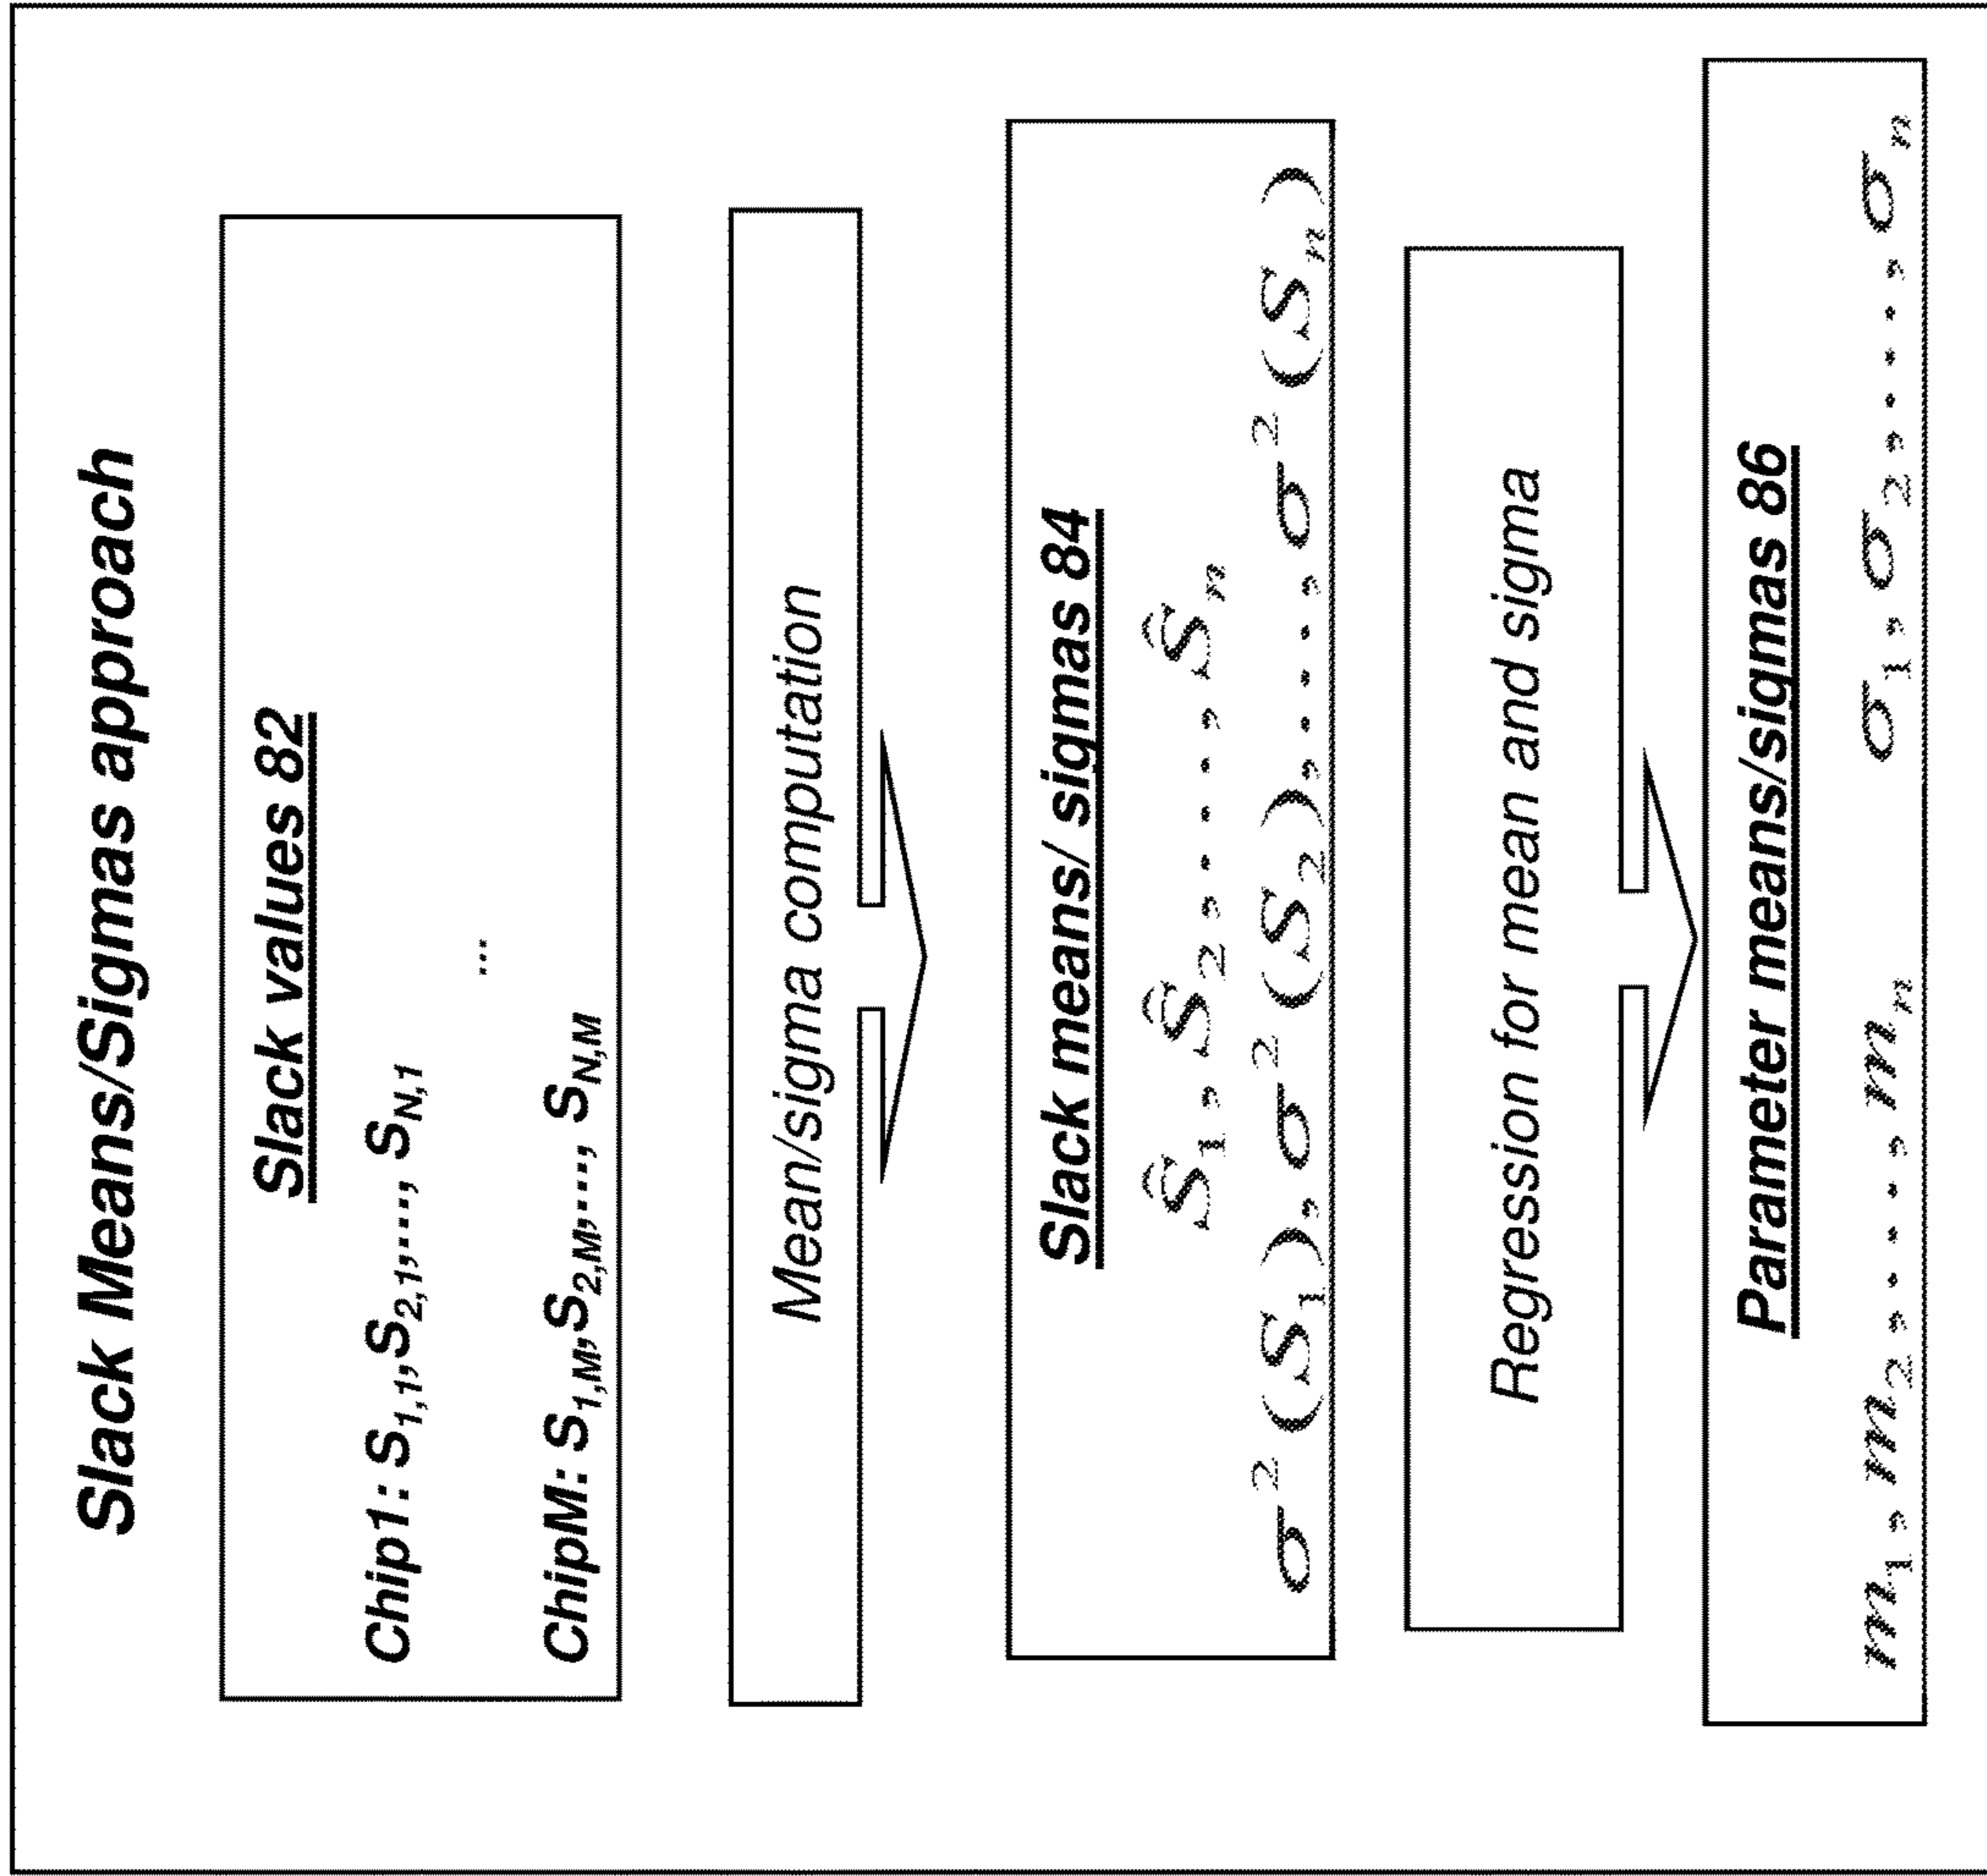 Slack Means/Sigmas approach
Slack values 82
Chip1: S1,1,S2,1,..., SN,1
...
ChipM: S1,M,S2,M,..., SN,M
Mean/sigma computation
Slack means/ sigmas 84
Ŝ1, Ŝ2, ..., Ŝn
σ²(S1), σ²(S2), ..., σ²(Sn)
Regression for mean and sigma
Parameter means/sigmas 86
m1, m2, ..., mn σ1, σ2, ..., σn